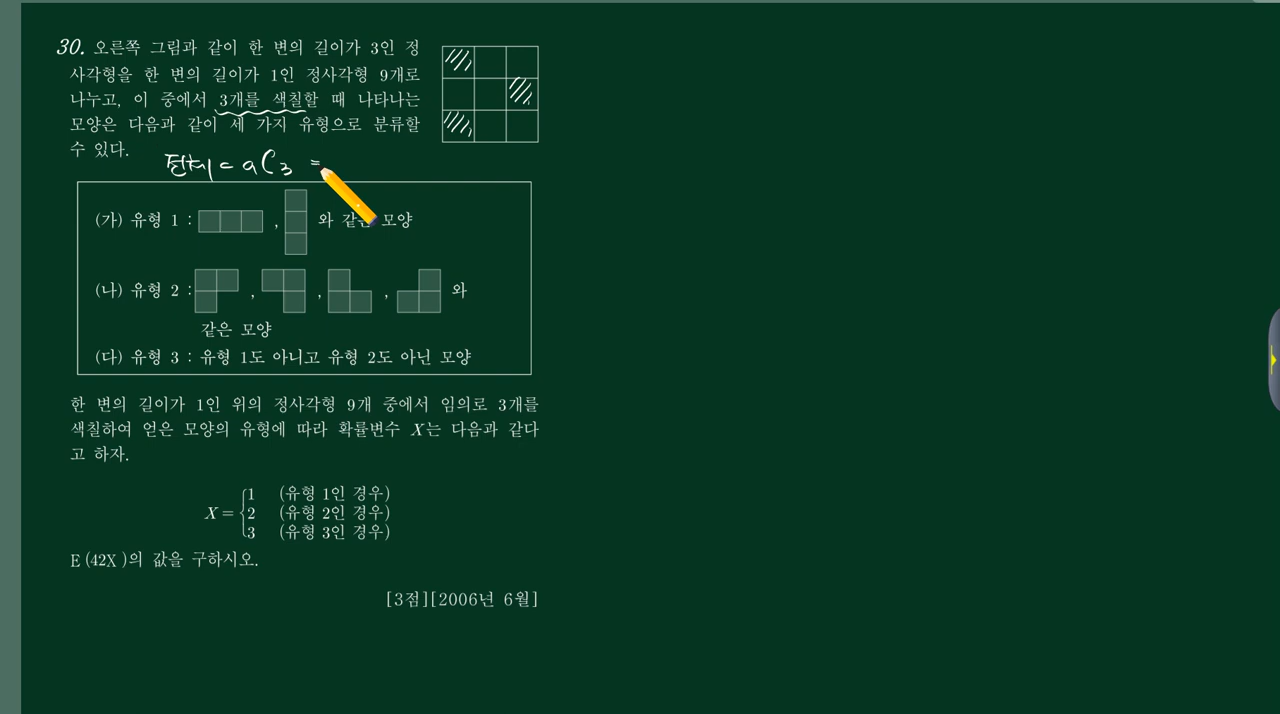 30. 오른쪽 그림과 같이 한 변의 길이가 3인 정
사각형을 한 변의 길이가 1인 정사각형 9개로
나누고, 이 중에서 3개를 색칠할 때 나타나는
모양은 다음과 같이 세 가지 유형으로 분류할
수 있다.
전체 = 9C3 =
(가) 유형 1 : , 와 같은 모양
(나) 유형 2 : , , , 와
같은 모양
(다) 유형 3 : 유형 1도 아니고 유형 2도 아닌 모양
한 변의 길이가 1인 위의 정사각형 9개 중에서 임의로 3개를
색칠하여 얻은 모양의 유형에 따라 확률변수 X는 다음과 같다
고 하자.
1 (유형 1인 경우)
X = { 2 (유형 2인 경우)
3 (유형 3인 경우)
E (42X )의 값을 구하시오.
[3점][2006년 6월]